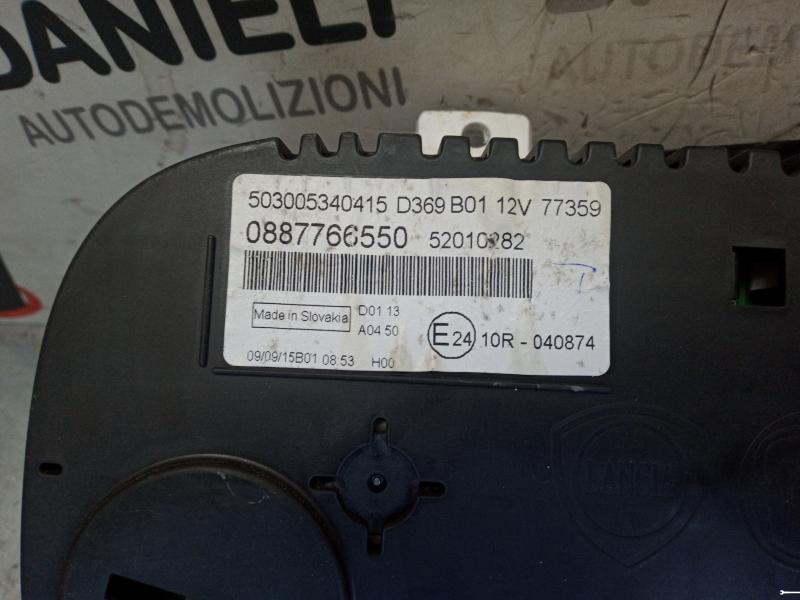 DANIELI
AUTODEMOLIZIONI
503005340415 D369 B01 12V 77359
0887766550 52010282
Made in Slovakia
D01 13
A04 50
E24 10R - 040874
09/09/15B01 08:53 H00
LANCIA